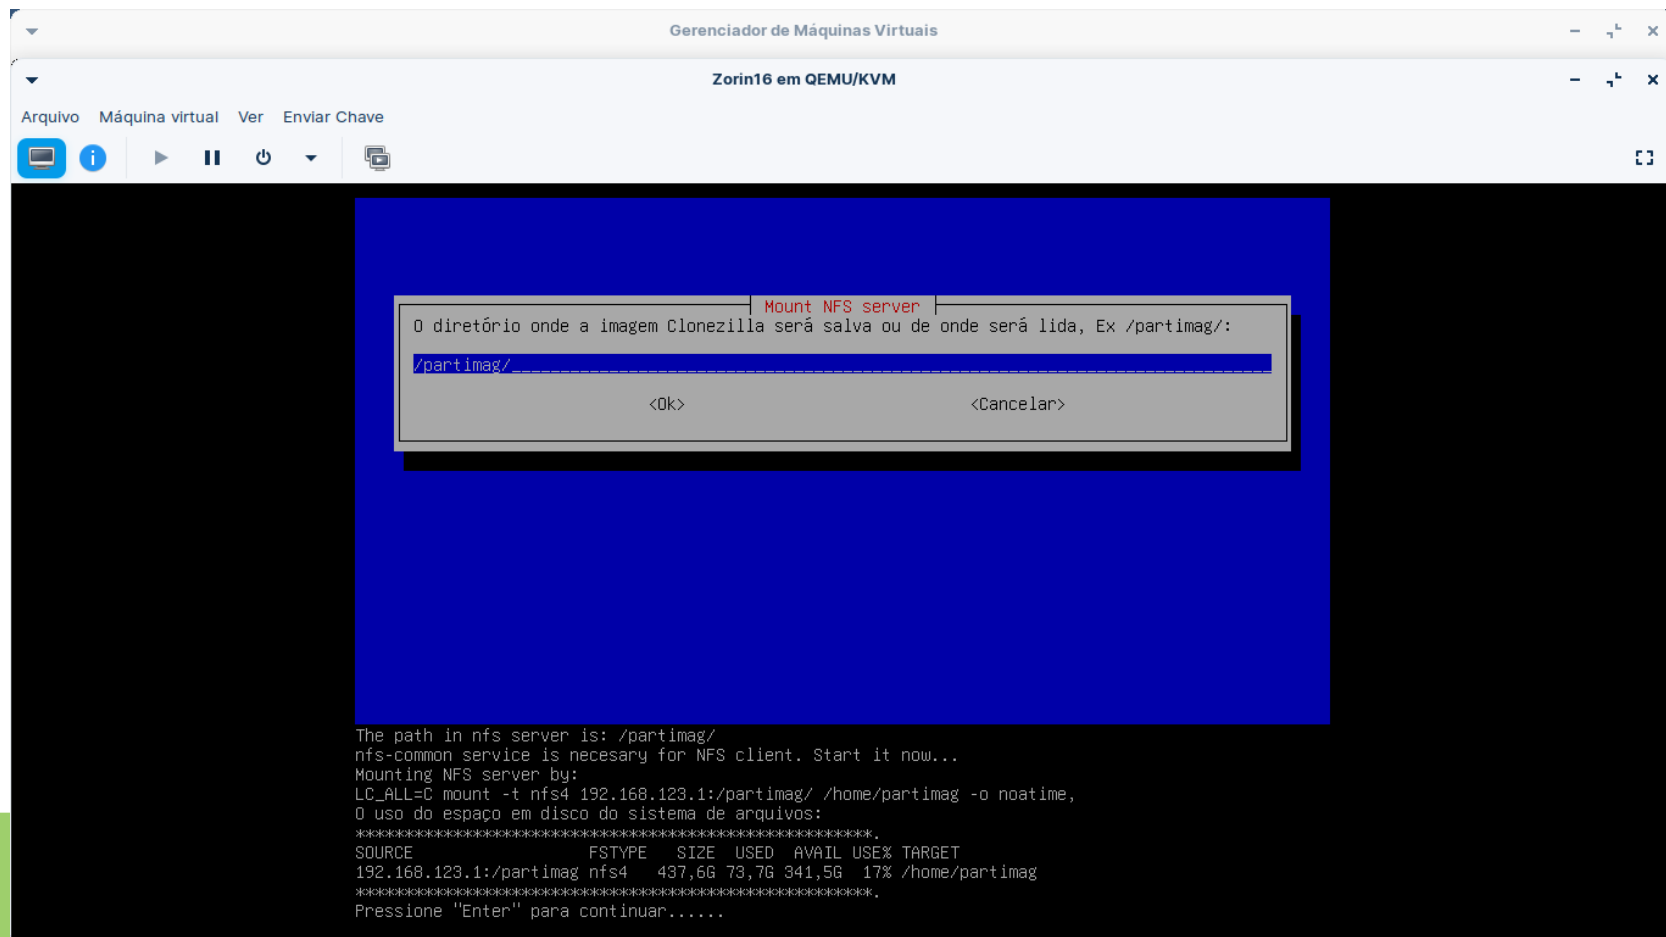 Gerenciador de Máquinas Virtuais
Zorin16 em QEMU/KVM
Arquivo Máquina virtual Ver Enviar Chave
Mount NFS server
O diretório onde a imagem Clonezilla será salva ou de onde será lida, Ex /partimag/:
/partimag/______________________________________________________________________________
<Ok> <Cancelar>
The path in nfs server is: /partimag/
nfs-common service is necesary for NFS client. Start it now...
Mounting NFS server by:
LC_ALL=C mount -t nfs4 192.168.123.1:/partimag/ /home/partimag -o noatime,
O uso do espaço em disco do sistema de arquivos:
*****************************************************.
SOURCE FSTYPE SIZE USED AVAIL USE% TARGET
192.168.123.1:/partimag nfs4 437,6G 73,7G 341,5G 17% /home/partimag
*****************************************************.
Pressione "Enter" para continuar......